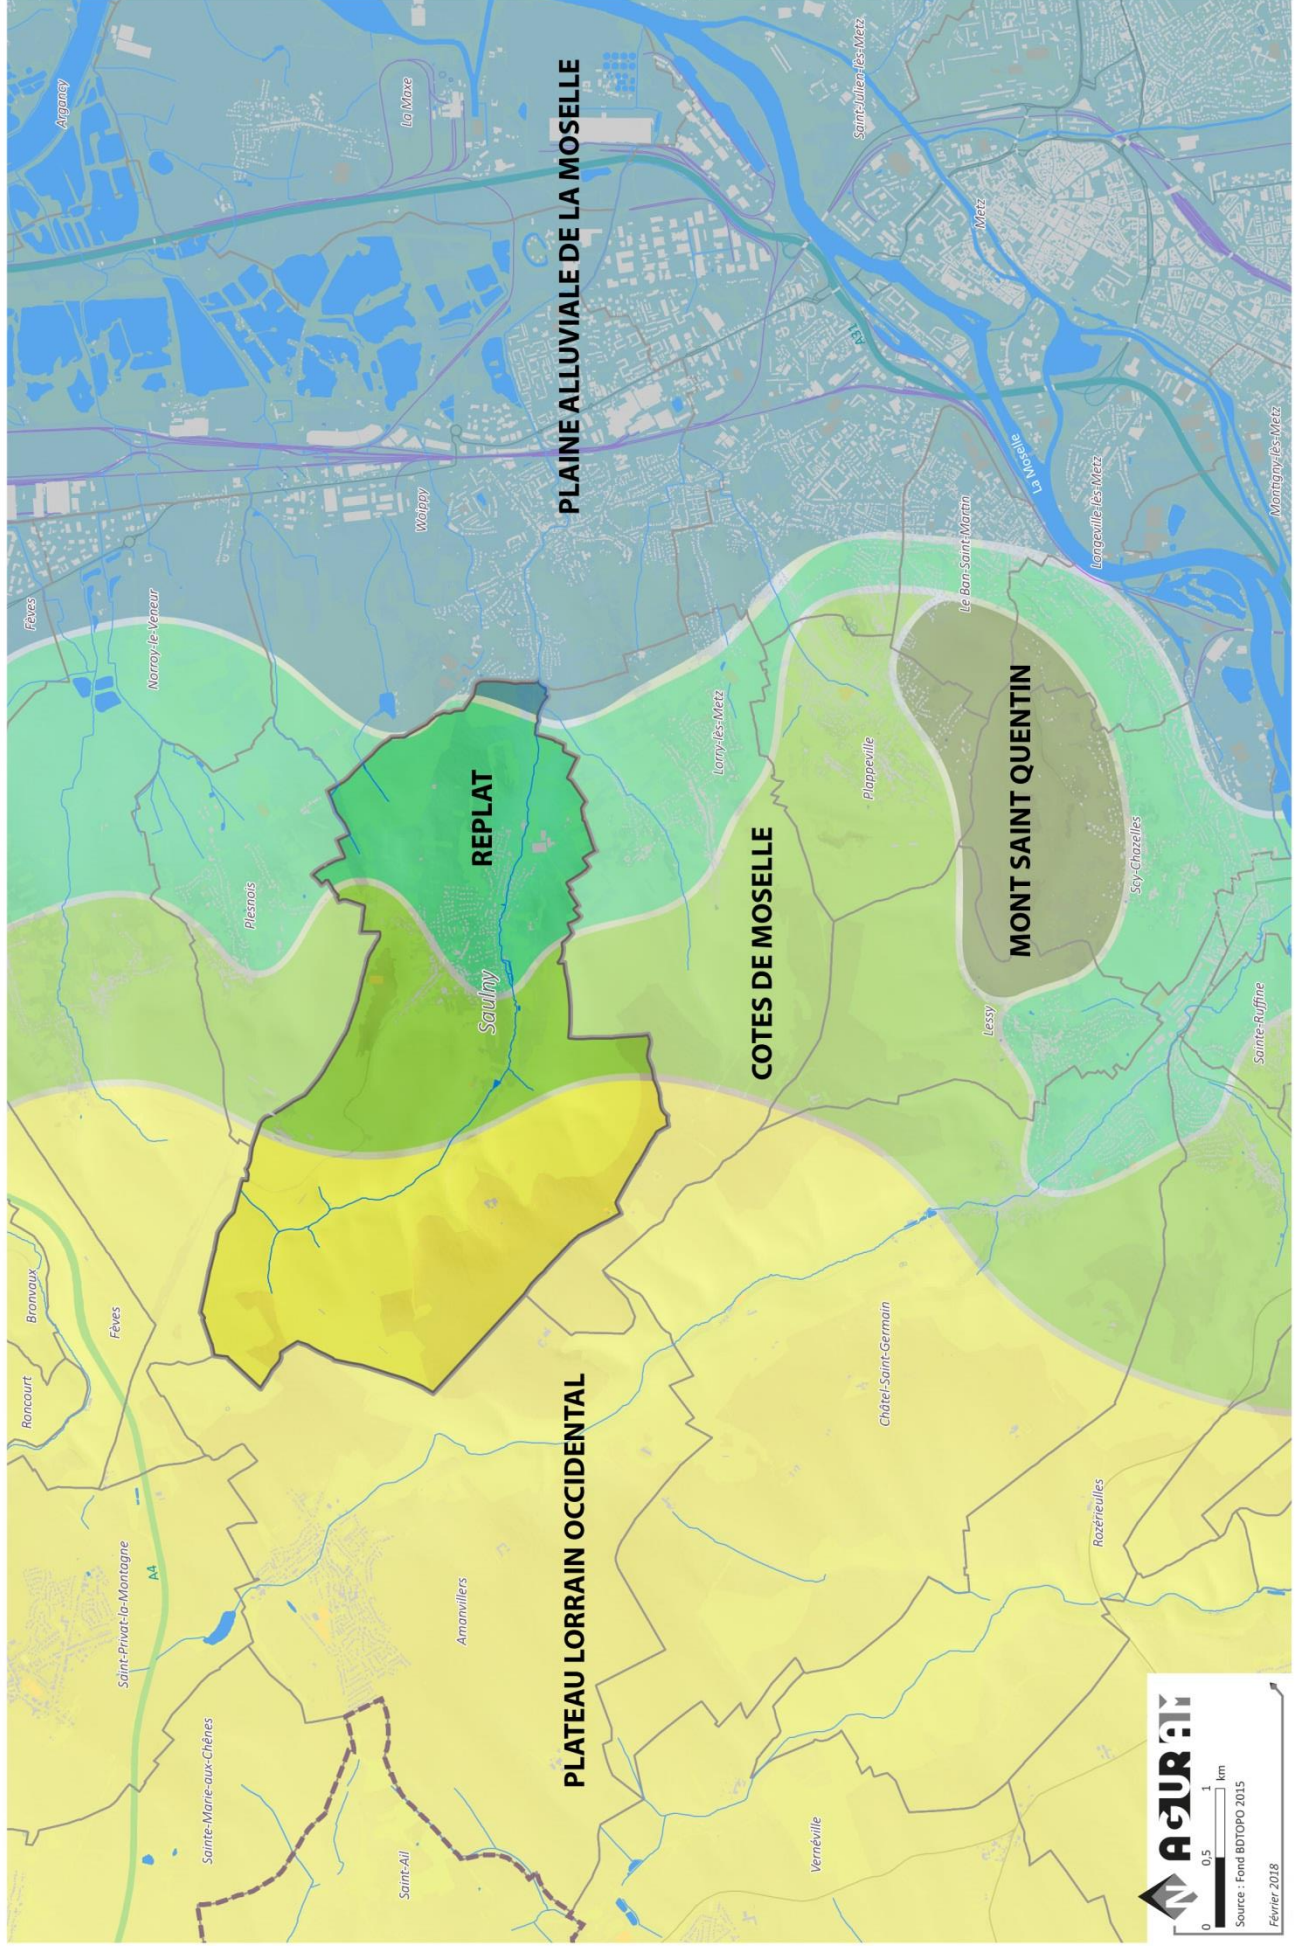 Roncourt
Bronvaux
Fèves
Argancy
Fèves
Saint-Privat-la-Montagne
A4
Norroy-le-Veneur
Sainte-Marie-aux-Chênes
Plesnois
Saint-Ail
La Maxe
Woippy
Amanvillers
REPLAT
Saulny
PLATEAU LORRAIN OCCIDENTAL
PLAINE ALLUVIALE DE LA MOSELLE
Lorry-lès-Metz
COTES DE MOSELLE
Vernéville
A31
Saint-Julien-lès-Metz
Plappeville
Châtel-Saint-Germain
Le Ban-Saint-Martin
Metz
Lessy
MONT SAINT QUENTIN
La Moselle
Rozérieulles
Longeville-lès-Metz
Scy-Chazelles
Sainte-Ruffine
Montigny-lès-Metz
N AGURAM
0 0,5 1
km
Source : Fond BDTOPO 2015
Février 2018